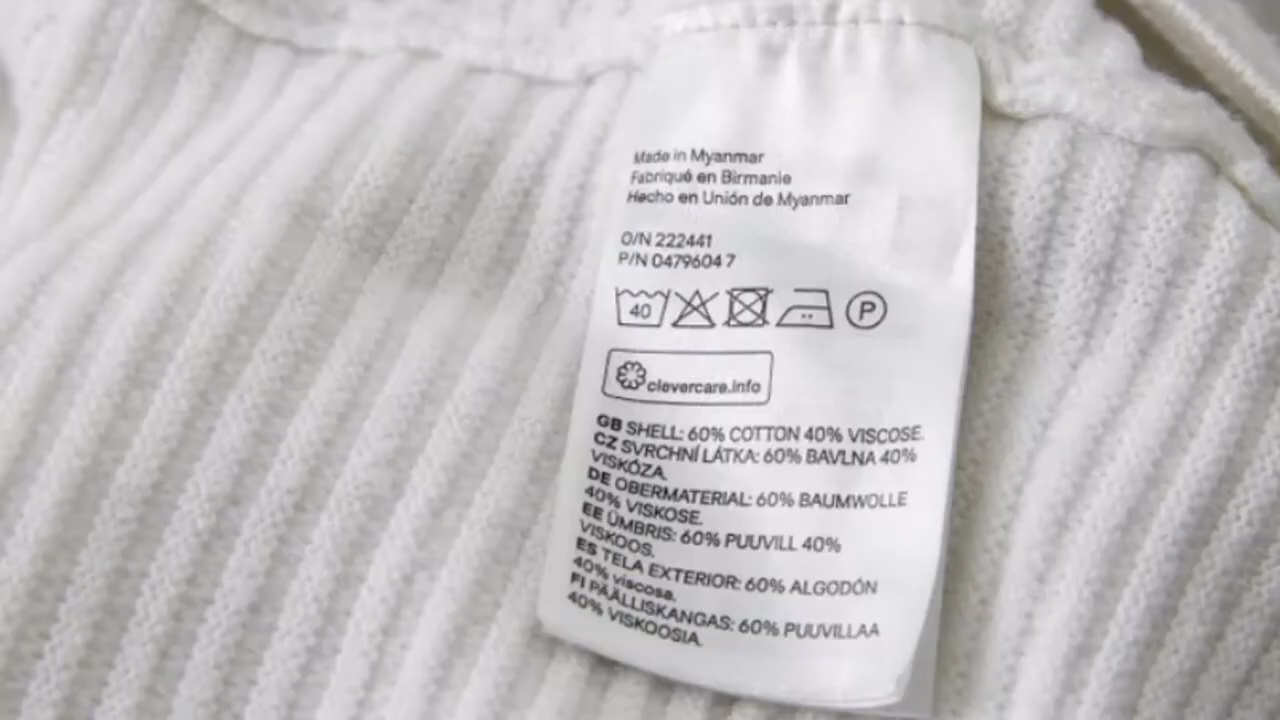 Made in Myanmar
Fabriqué en Birmanie
Hecho en Unión de Myanmar
O/N 222441
P/N 0479604 7
40 P
clevercare.info
GB SHELL: 60% COTTON 40% VISCOSE.
CZ SVRCHNÍ LÁTKA: 60% BAVLNA 40%
VISKÓZA.
DE OBERMATERIAL: 60% BAUMWOLLE
40% VISKOSE.
EE ÜMBRIS: 60% PUUVILL 40%
VISKOOS.
ES TELA EXTERIOR: 60% ALGODÓN
40% viscosa.
FI PÄÄLLISKANGAS: 60% PUUVILLAA
40% VISKOOSIA.